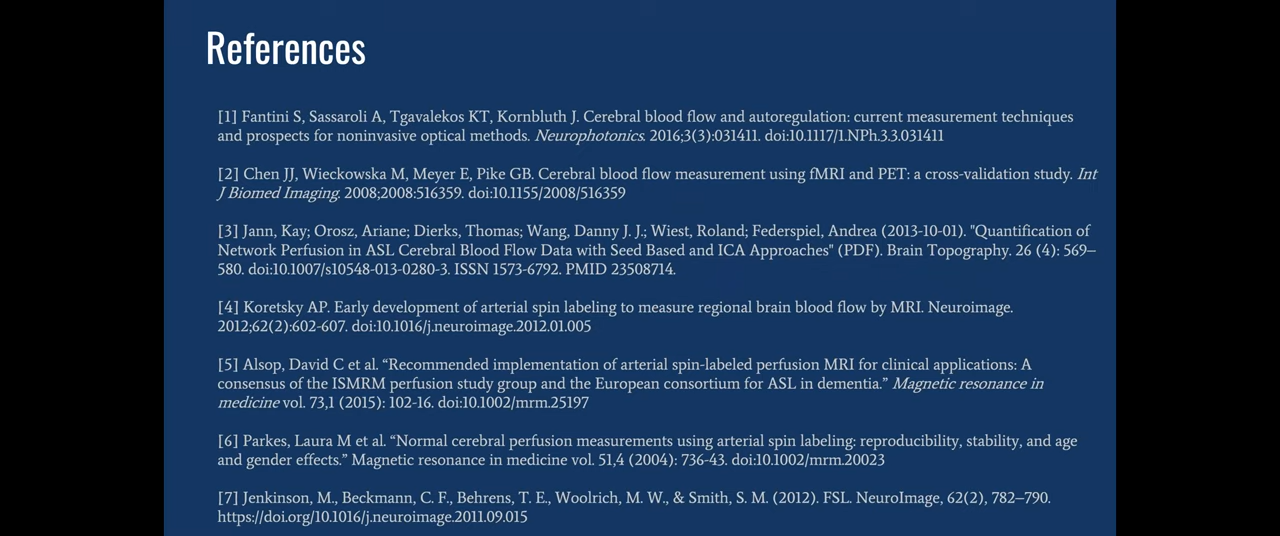 References
[1] Fantini S, Sassaroli A, Tgavalekos KT, Kornbluth J. Cerebral blood flow and autoregulation: current measurement techniques
and prospects for noninvasive optical methods. Neurophotonics. 2016;3(3):031411. doi:10.1117/1.NPh.3.3.031411
[2] Chen JJ, Wieckowska M, Meyer E, Pike GB. Cerebral blood flow measurement using fMRI and PET: a cross-validation study. Int
J Biomed Imaging. 2008;2008:516359. doi:10.1155/2008/516359
[3] Jann, Kay; Orosz, Ariane; Dierks, Thomas; Wang, Danny J. J.; Wiest, Roland; Federspiel, Andrea (2013-10-01). "Quantification of
Network Perfusion in ASL Cerebral Blood Flow Data with Seed Based and ICA Approaches" (PDF). Brain Topography. 26 (4): 569–
580. doi:10.1007/s10548-013-0280-3. ISSN 1573-6792. PMID 23508714.
[4] Koretsky AP. Early development of arterial spin labeling to measure regional brain blood flow by MRI. Neuroimage.
2012;62(2):602-607. doi:10.1016/j.neuroimage.2012.01.005
[5] Alsop, David C et al. “Recommended implementation of arterial spin-labeled perfusion MRI for clinical applications: A
consensus of the ISMRM perfusion study group and the European consortium for ASL in dementia.” Magnetic resonance in
medicine vol. 73,1 (2015): 102-16. doi:10.1002/mrm.25197
[6] Parkes, Laura M et al. “Normal cerebral perfusion measurements using arterial spin labeling: reproducibility, stability, and age
and gender effects.” Magnetic resonance in medicine vol. 51,4 (2004): 736-43. doi:10.1002/mrm.20023
[7] Jenkinson, M., Beckmann, C. F., Behrens, T. E., Woolrich, M. W., & Smith, S. M. (2012). FSL. NeuroImage, 62(2), 782–790.
https://doi.org/10.1016/j.neuroimage.2011.09.015